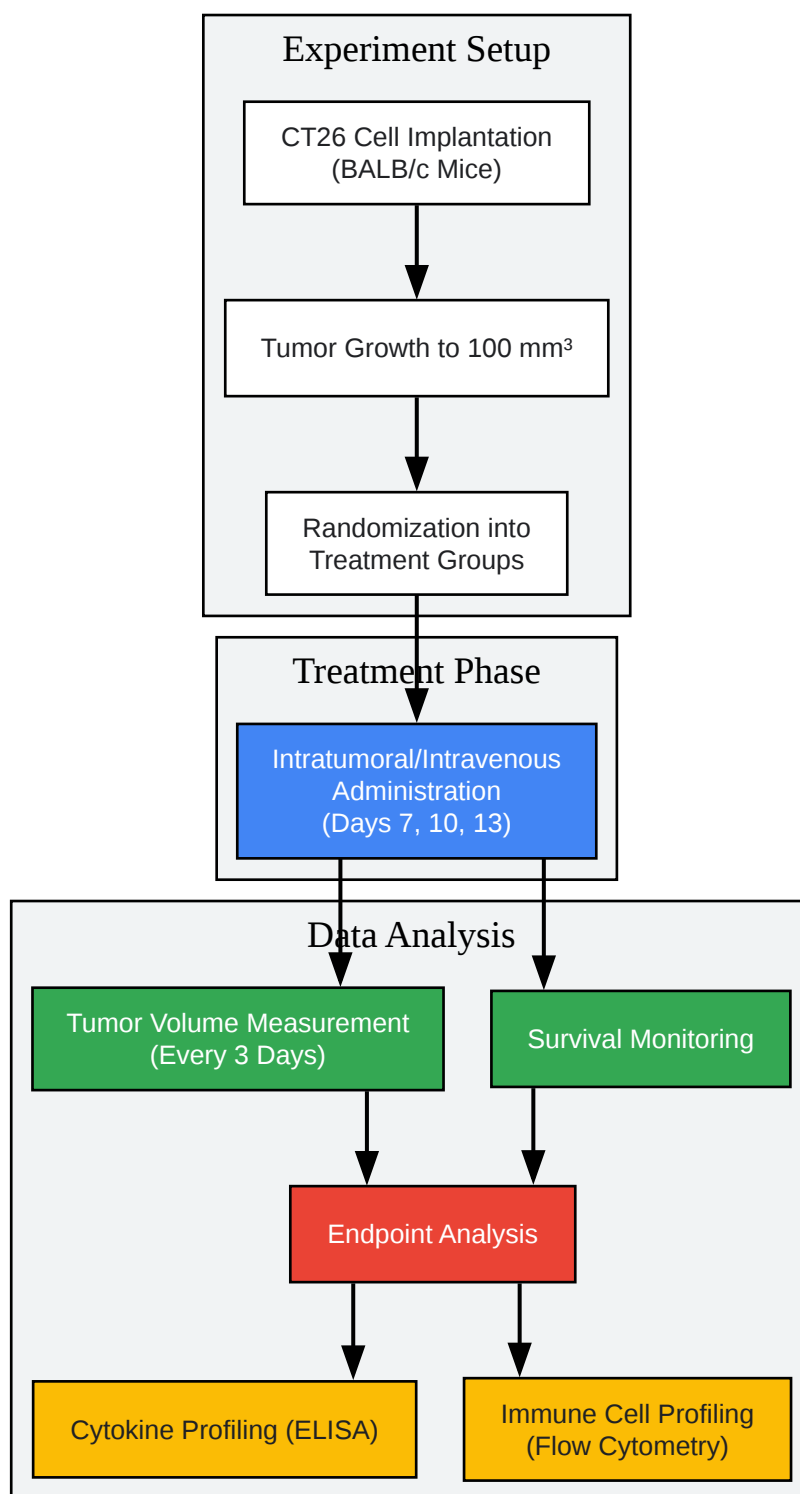 Experiment Setup
CT26 Cell Implantation
(BALB/c Mice)
Tumor Growth to 100 mm³
Randomization into
Treatment Groups
Treatment Phase
Intratumoral/Intravenous
Administration
(Days 7, 10, 13)
Data Analysis
Tumor Volume Measurement
(Every 3 Days)
Survival Monitoring
Endpoint Analysis
Cytokine Profiling (ELISA)
Immune Cell Profiling
(Flow Cytometry)